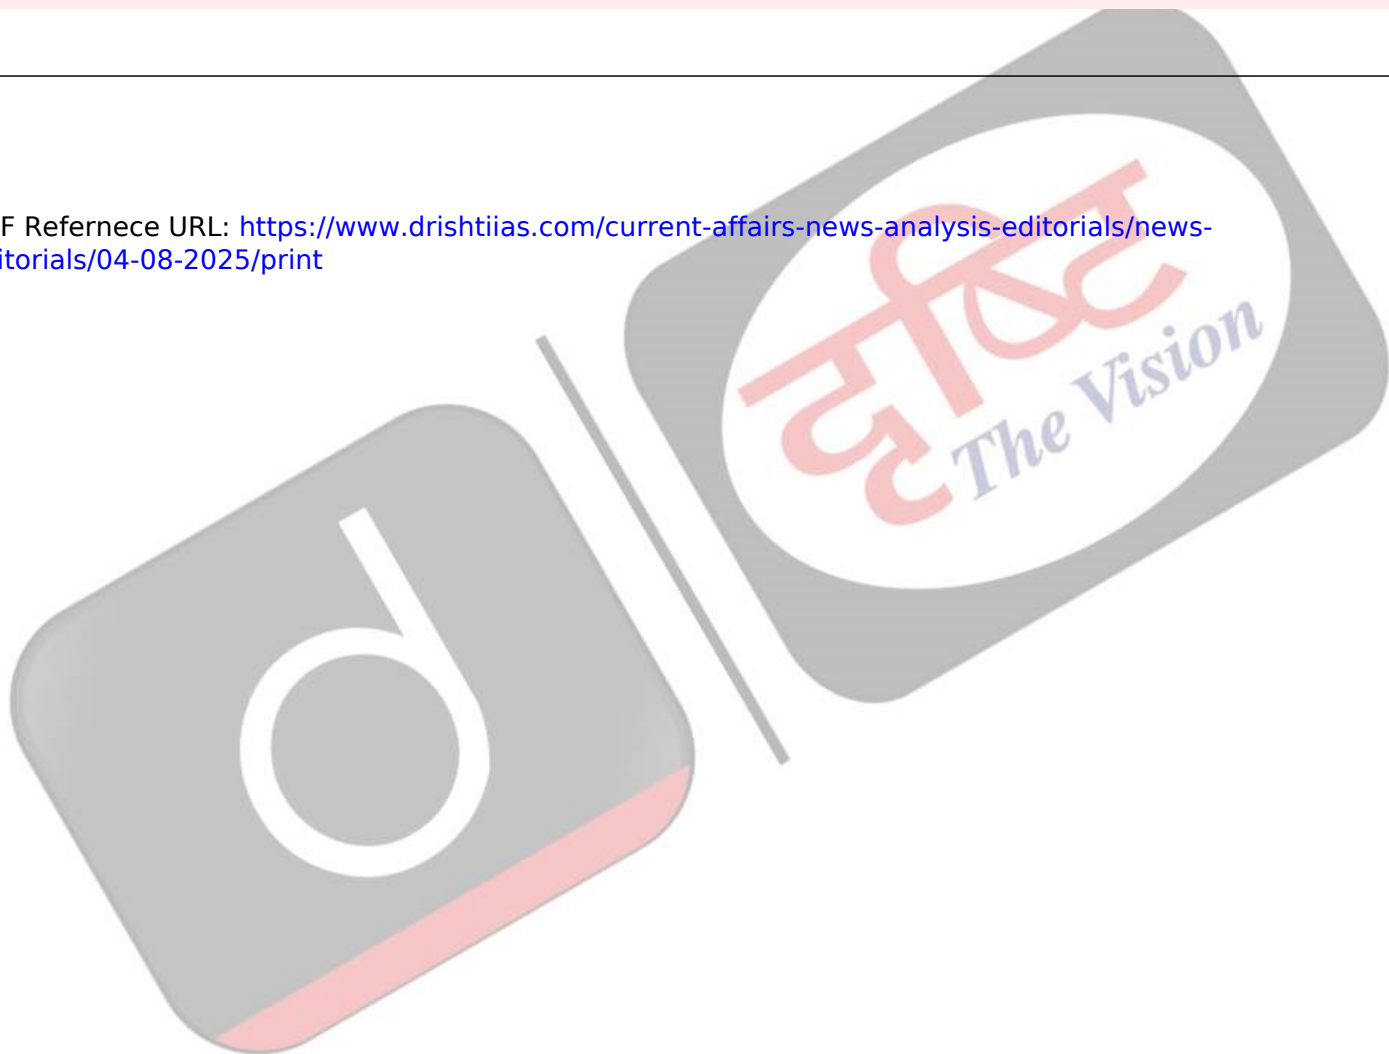 F Refernece URL: https://www.drishtiias.com/current-affairs-news-analysis-editorials/news-
itorials/04-08-2025/print
दृष्टि
The Vision
d